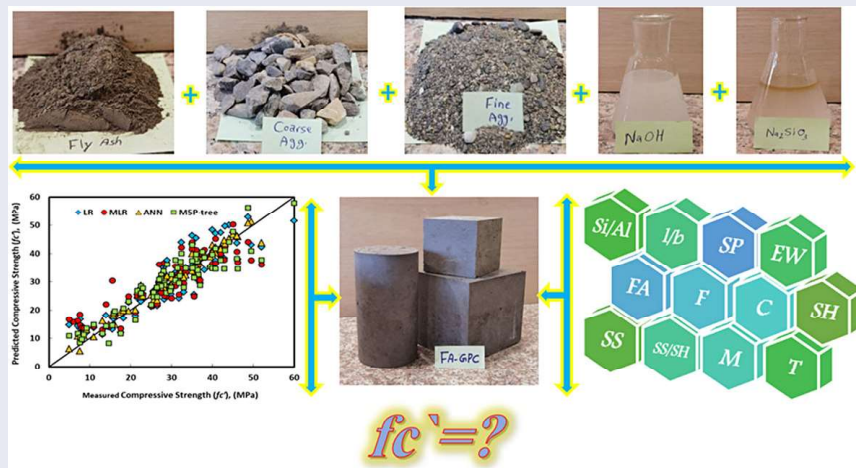 Fly Ash
+
Coarse
Agg.
+
Fine
Agg.
+
NaOH
+
Na₂SiO₃
60
50
40
30
20
10
0
0
10
20
30
40
50
60
LR
MLR
ANN
M5P-tree
Predicted Compressive Strength (fc'), (MPa)
Measured Compressive Strength (fc'), (MPa)
FA-GPC
Si/Al
l/b
SP
EW
FA
F
C
SH
SS
SS/SH
M
T
fc`=?